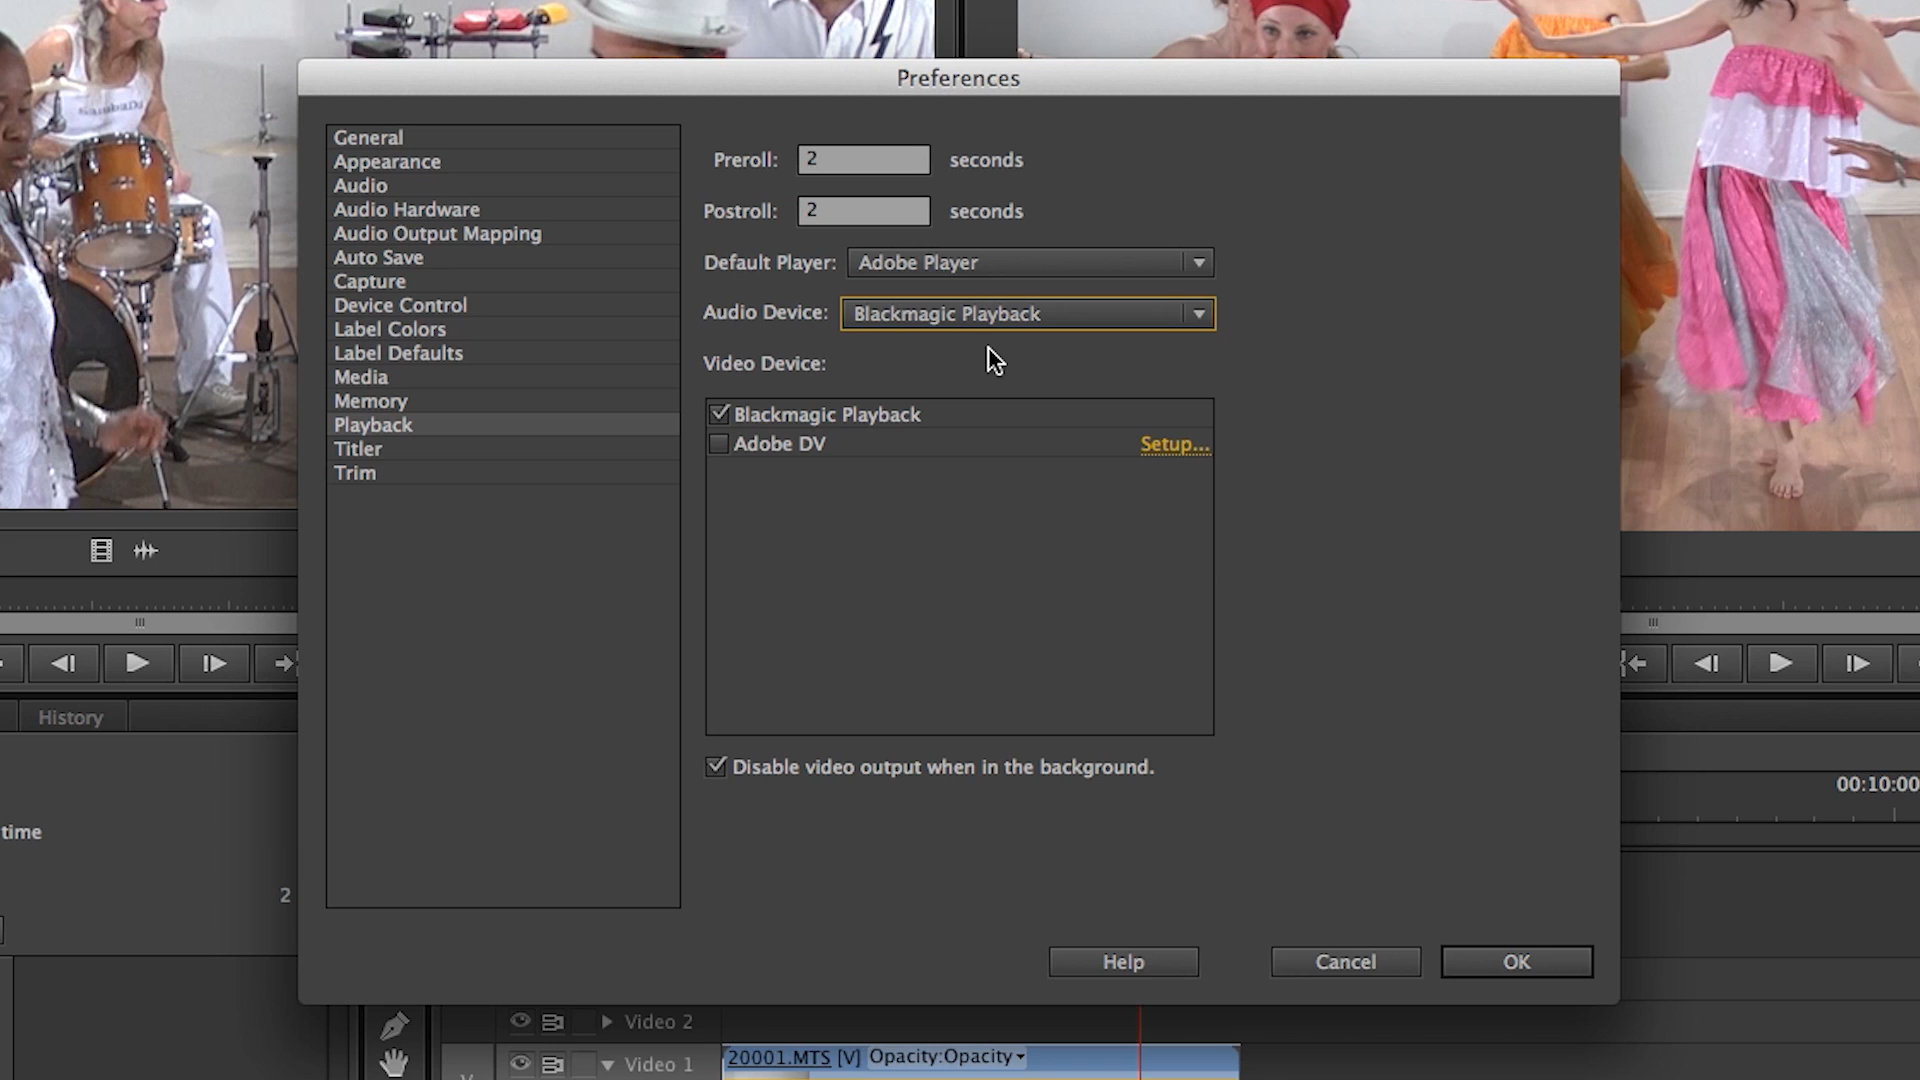 SambaDá
Preferences
General
Appearance
Audio
Audio Hardware
Audio Output Mapping
Auto Save
Capture
Device Control
Label Colors
Label Defaults
Media
Memory
Playback
Titler
Trim
Preroll: 2 seconds
Postroll: 2 seconds
Default Player: Adobe Player
Audio Device: Blackmagic Playback
Video Device:
Blackmagic Playback
Adobe DV Setup...
Disable video output when in the background.
Help Cancel OK
History
00:10:00
time
2
Video 2
Video 1
20001.MTS [V] Opacity:Opacity